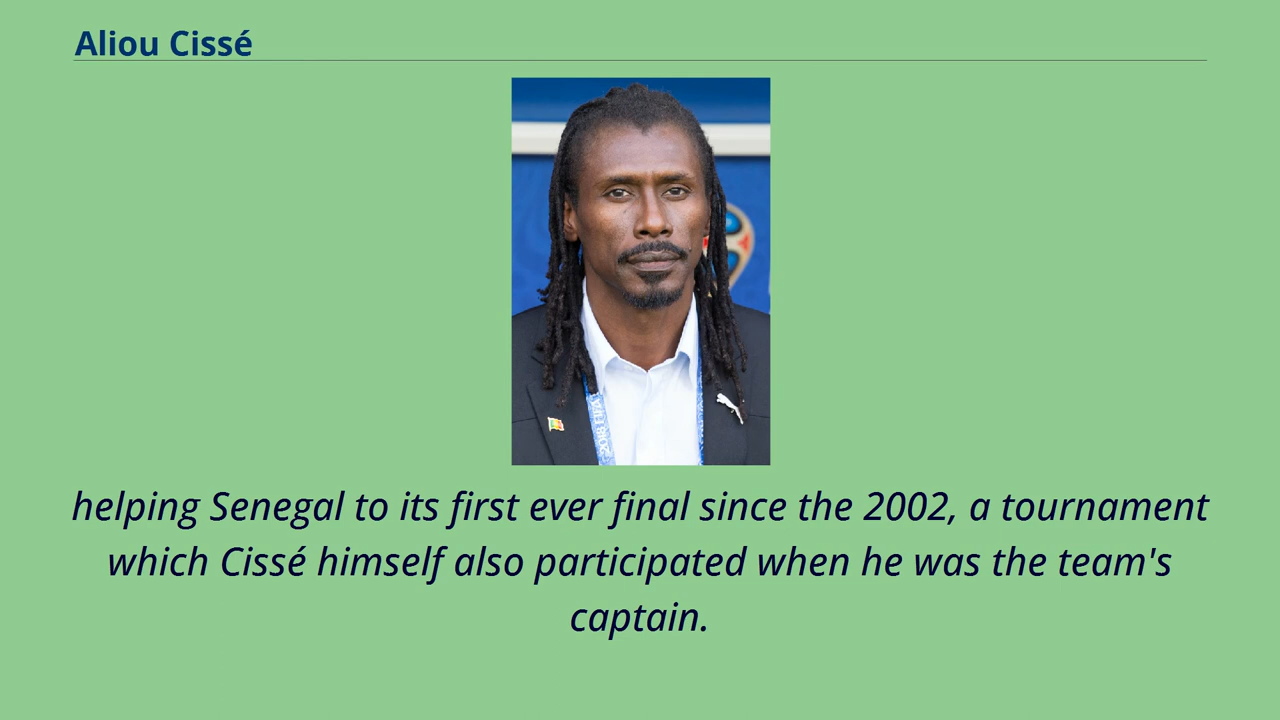 Aliou Cissé
helping Senegal to its first ever final since the 2002, a tournament
which Cissé himself also participated when he was the team's
captain.